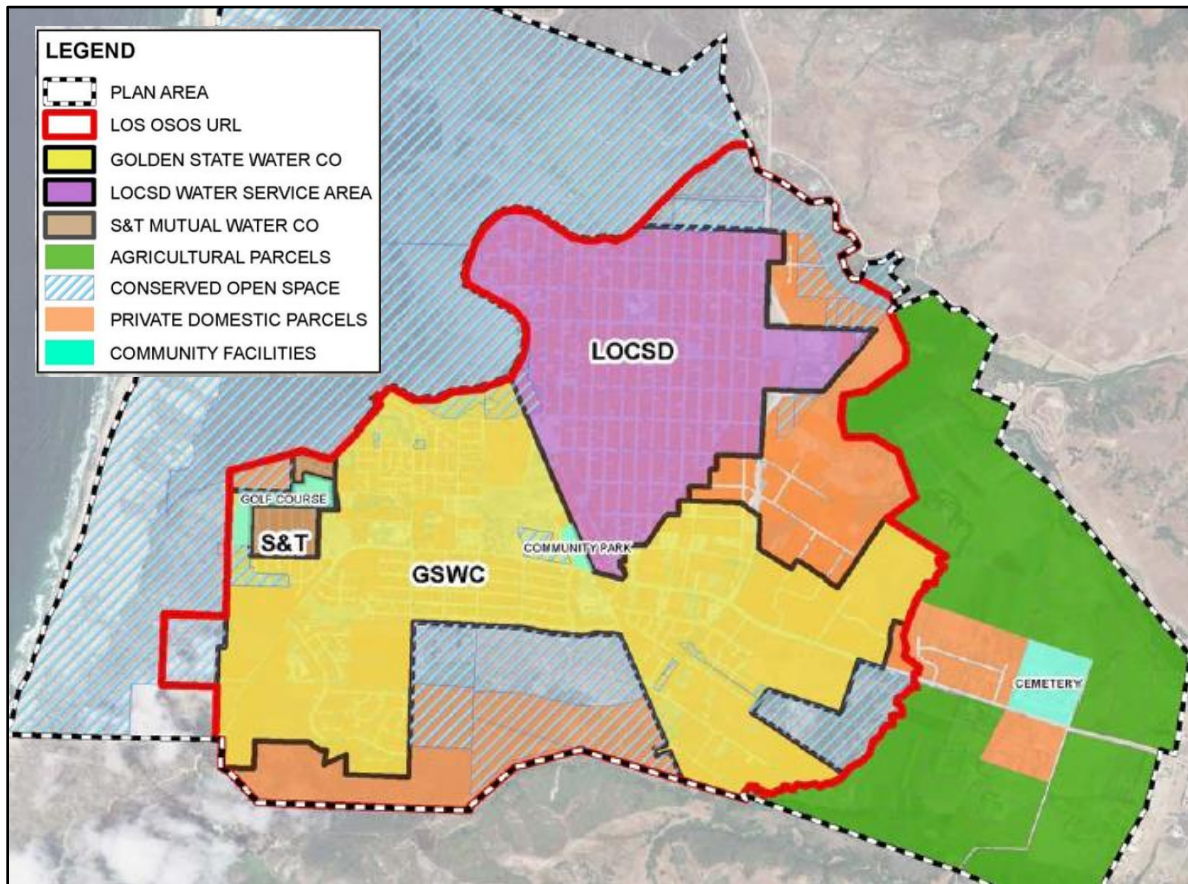 LEGEND
PLAN AREA
LOS OSOS URL
GOLDEN STATE WATER CO
LOCSD WATER SERVICE AREA
S&T MUTUAL WATER CO
AGRICULTURAL PARCELS
CONSERVED OPEN SPACE
PRIVATE DOMESTIC PARCELS
COMMUNITY FACILITIES
LOCSD
GOLF COURSE
S&T
COMMUNITY PARK
GSWC
CEMETERY